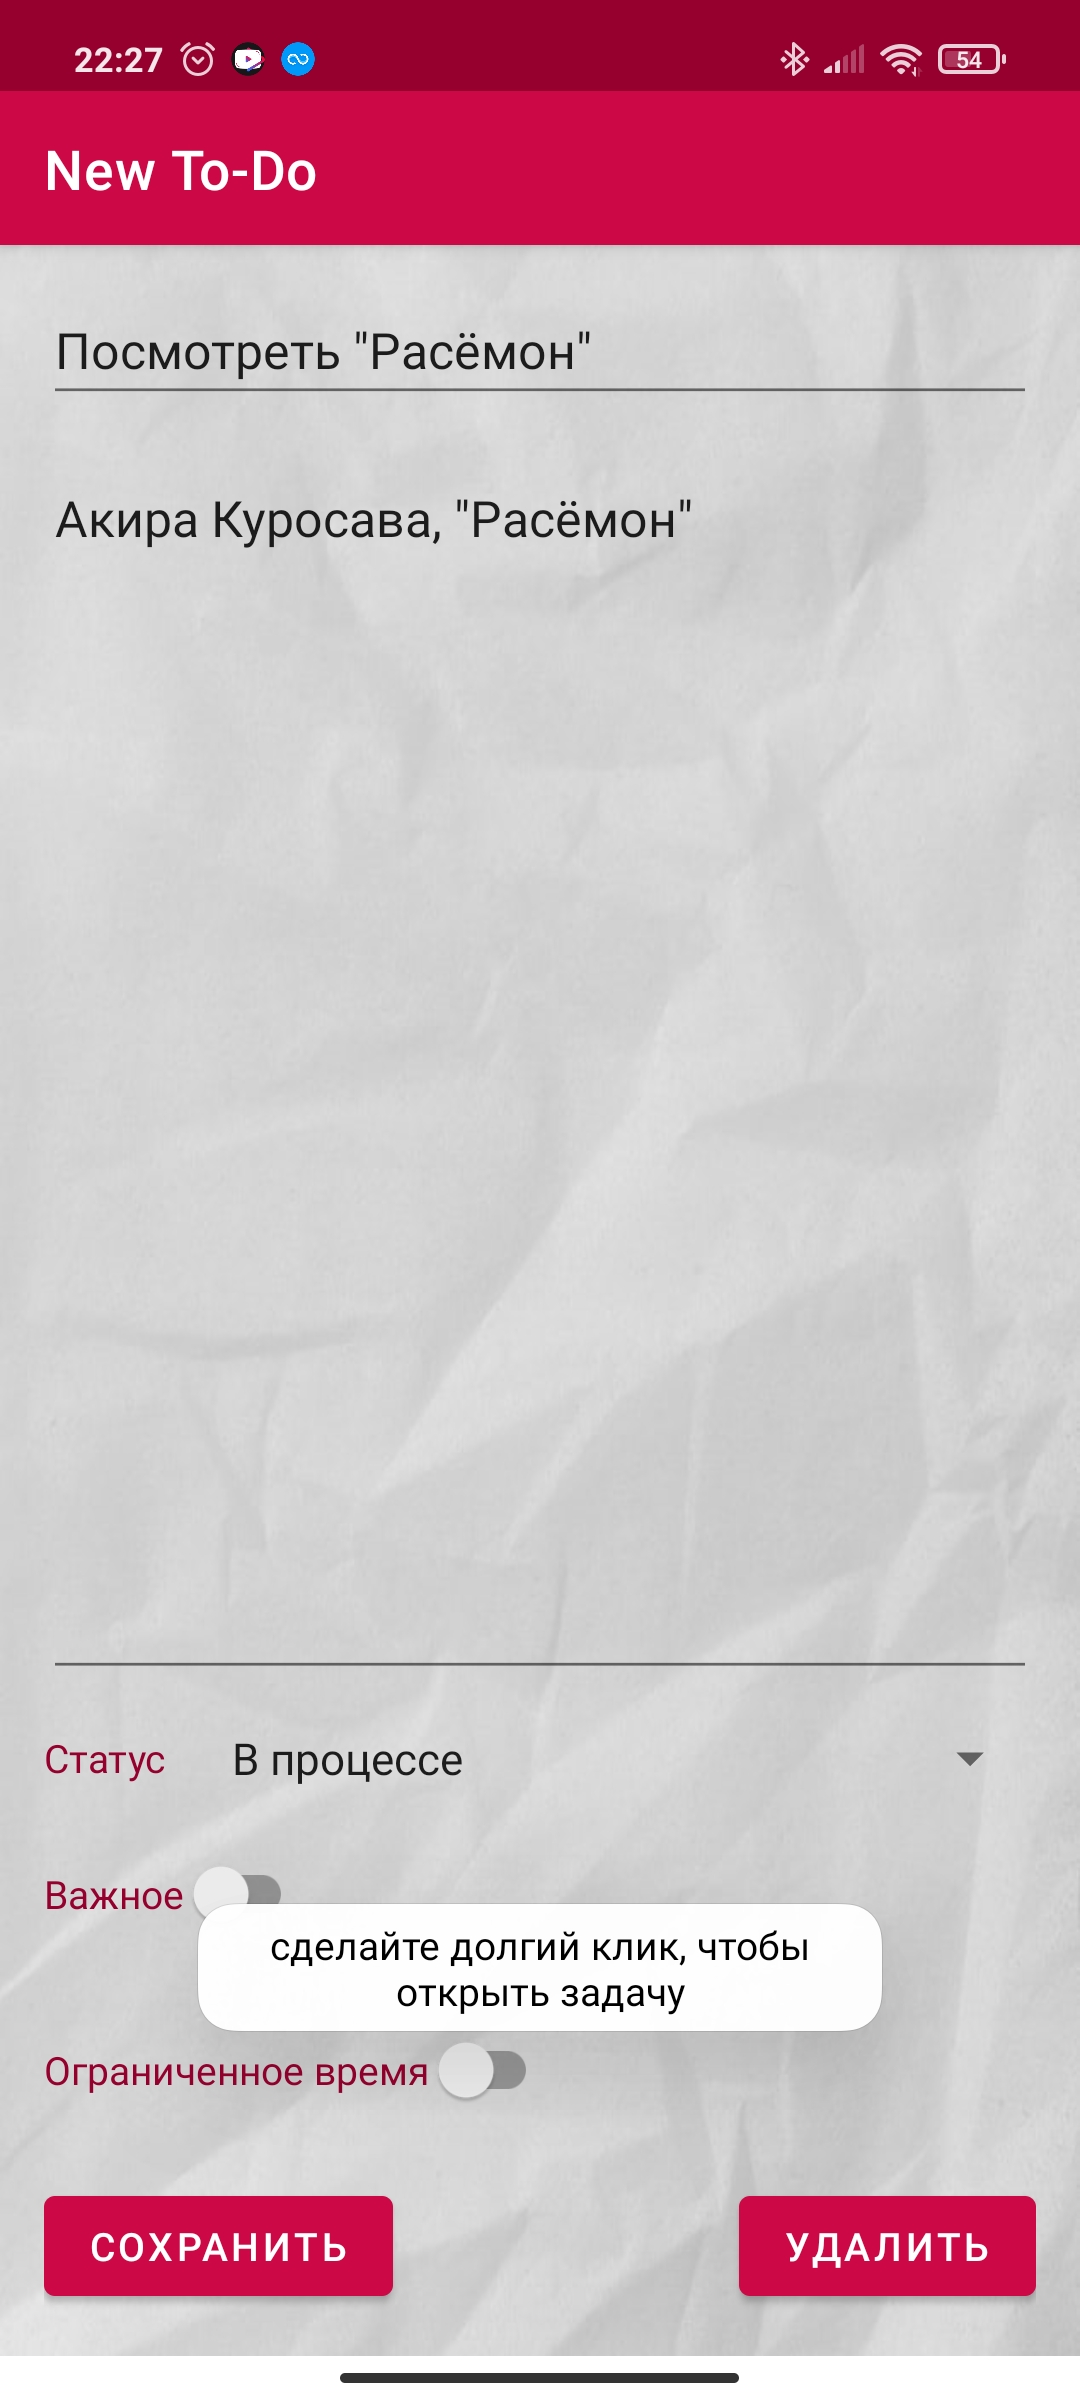 22:27
54
New To-Do
Посмотреть "Расёмон"
Акира Куросава, "Расёмон"
Статус В процессе
Важное
сделайте долгий клик, чтобы
открыть задачу
Ограниченное время
СОХРАНИТЬ УДАЛИТЬ